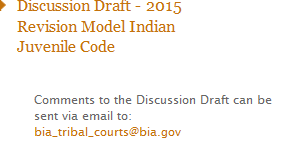 Discussion Draft - 2015
Revision Model Indian
Juvenile Code
Comments to the Discussion Draft can be
sent via email to:
bia_tribal_courts@bia.gov